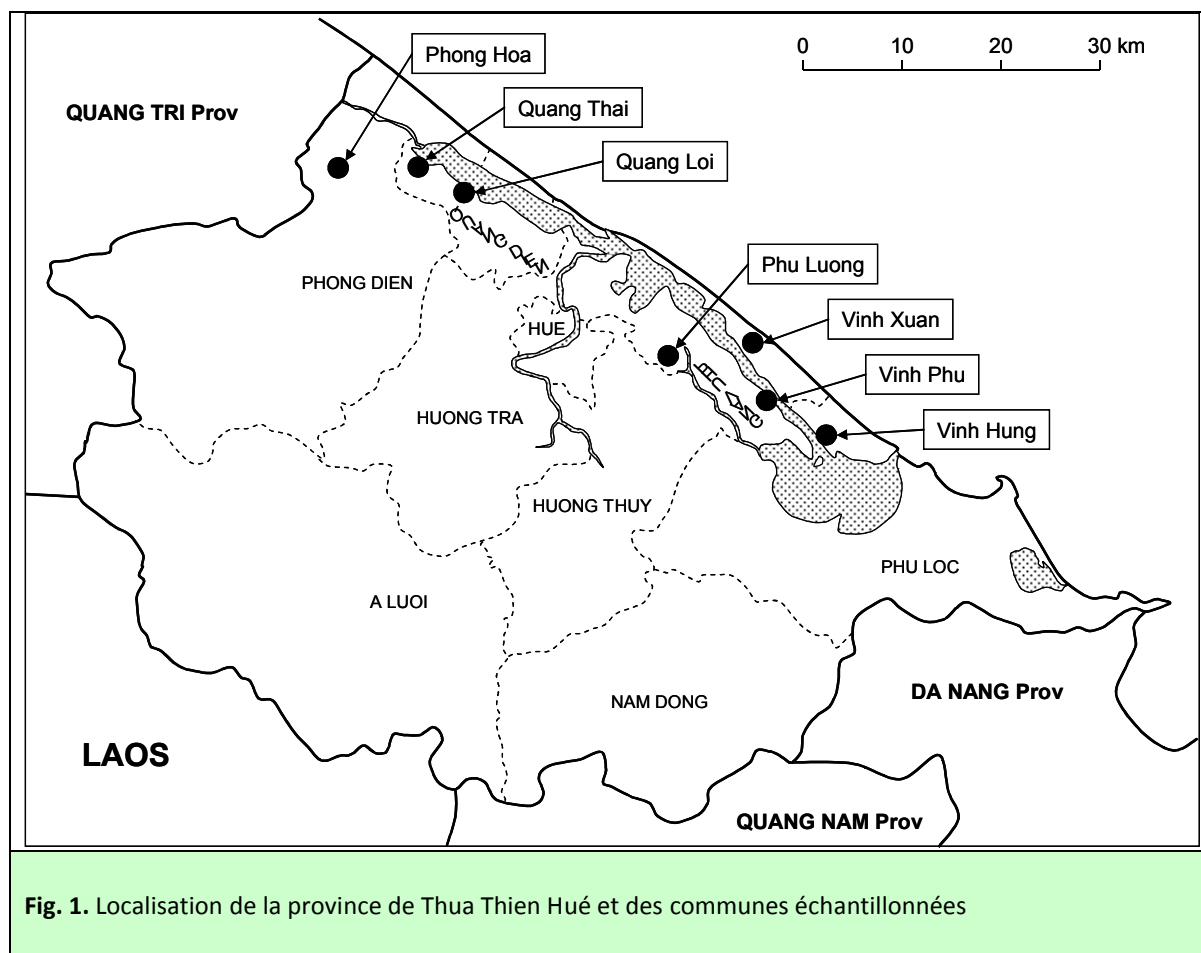 Phong Hoa
0 10 20 30 km
QUANG TRI Prov
Quang Thai
Quang Loi
PHONG DIEN
Phu Luong
Vinh Xuan
HUE
Vinh Phu
HUONG TRA
Vinh Hung
HUONG THUY
PHU LOC
A LUOI
NAM DONG
DA NANG Prov
LAOS
QUANG NAM Prov
Fig. 1. Localisation de la province de Thua Thien Hué et des communes échantillonnées